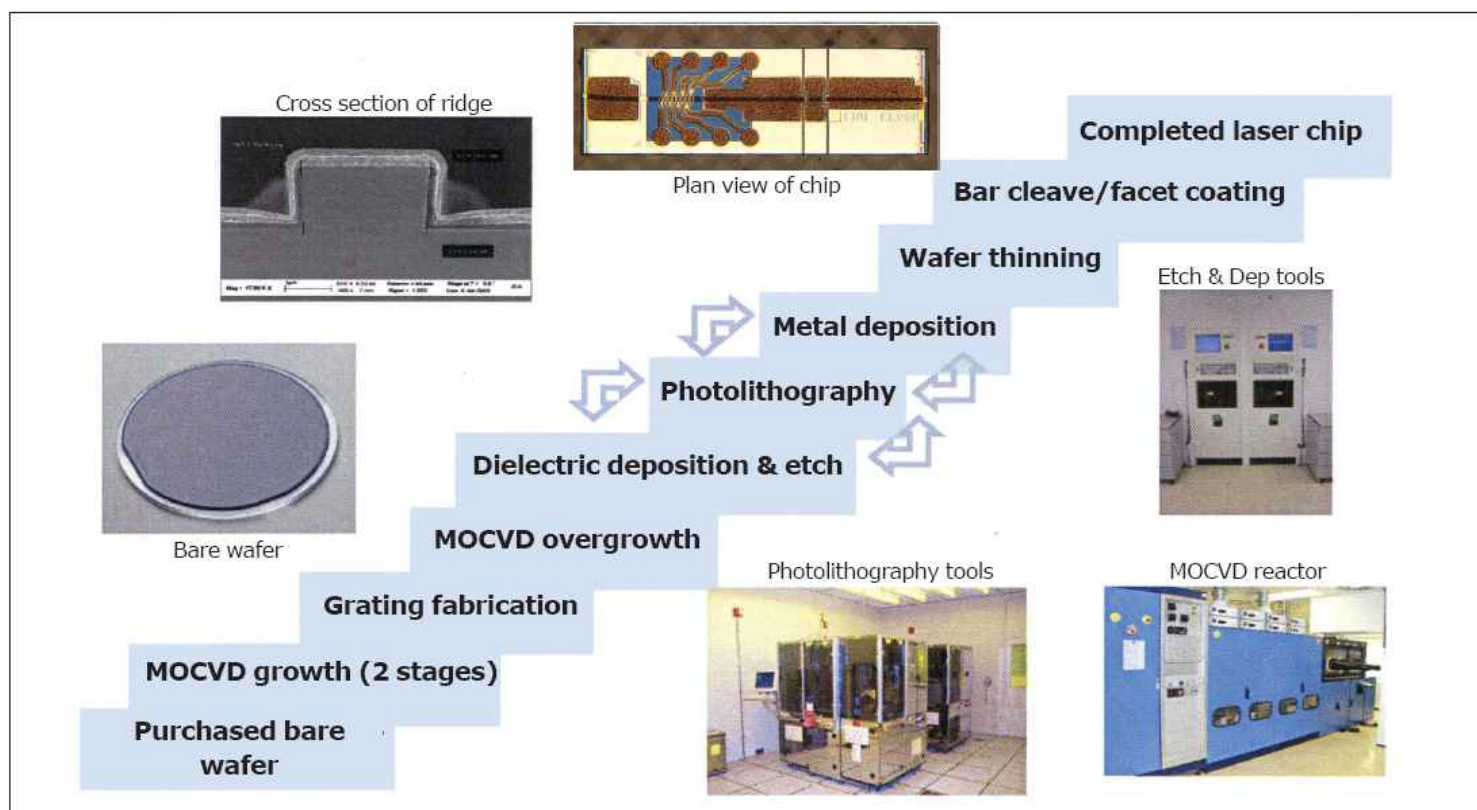 Cross section of ridge
Plan view of chip
Completed laser chip
Bar cleave/facet coating
Wafer thinning
Etch & Dep tools
Metal deposition
Photolithography
Dielectric deposition & etch
Bare wafer
MOCVD overgrowth
Photolithography tools
MOCVD reactor
Grating fabrication
MOCVD growth (2 stages)
Purchased bare
wafer